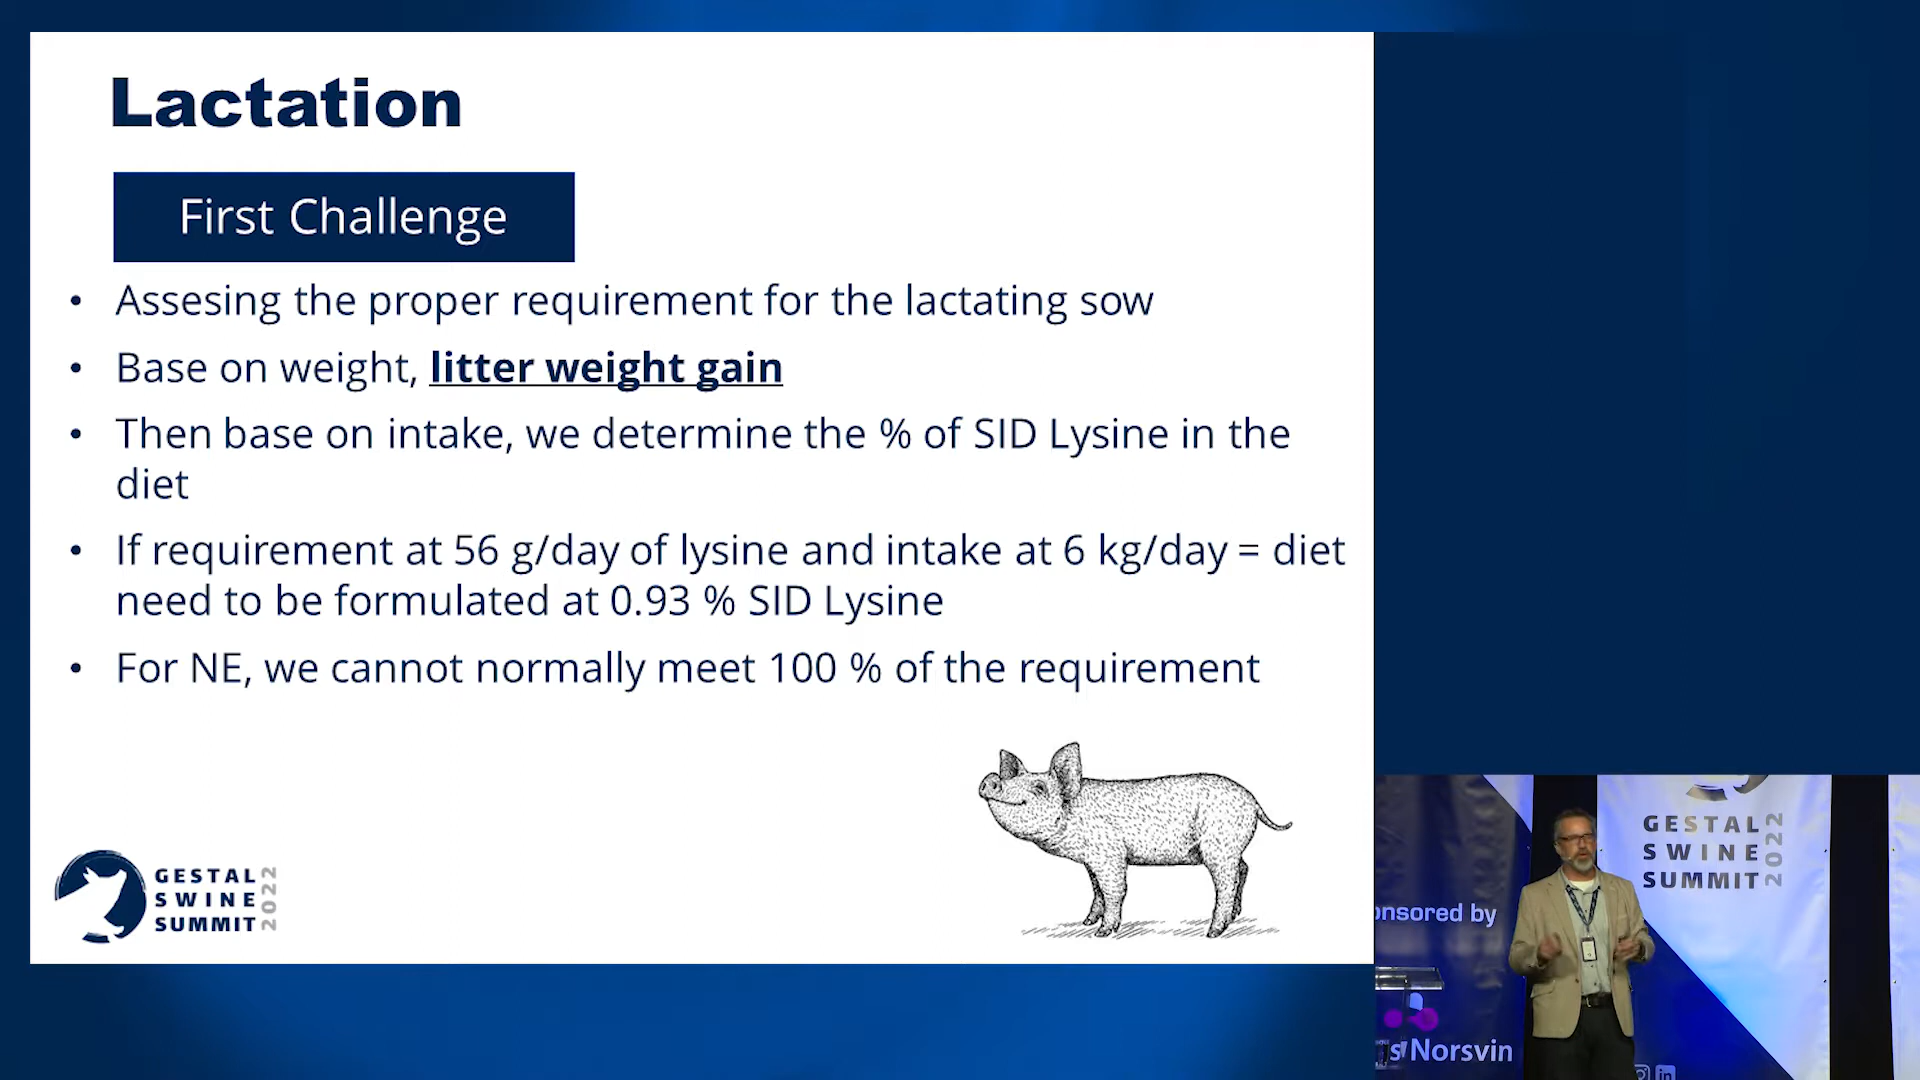 Lactation
First Challenge
• Assesing the proper requirement for the lactating sow
• Base on weight, litter weight gain
• Then base on intake, we determine the % of SID Lysine in the
diet
• If requirement at 56 g/day of lysine and intake at 6 kg/day = diet
need to be formulated at 0.93 % SID Lysine
• For NE, we cannot normally meet 100 % of the requirement
GESTAL
SWINE
SUMMIT
2022
GESTAL
SWINE
SUMMIT
2022
onsored by
s Norsvin
in